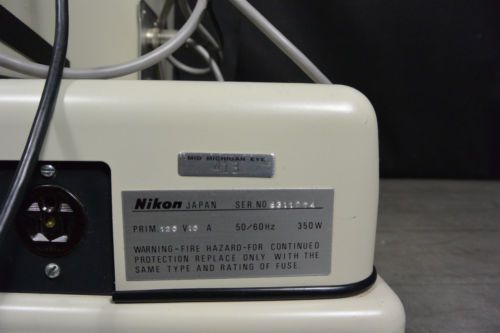 MID MICHIGAN EYE
Nikon JAPAN SER.NO
PRIM. 120 V A 50/60Hz 350W
WARNING-FIRE HAZARD-FOR CONTINUED
PROTECTION REPLACE ONLY WITH THE
SAME TYPE AND RATING OF FUSE.